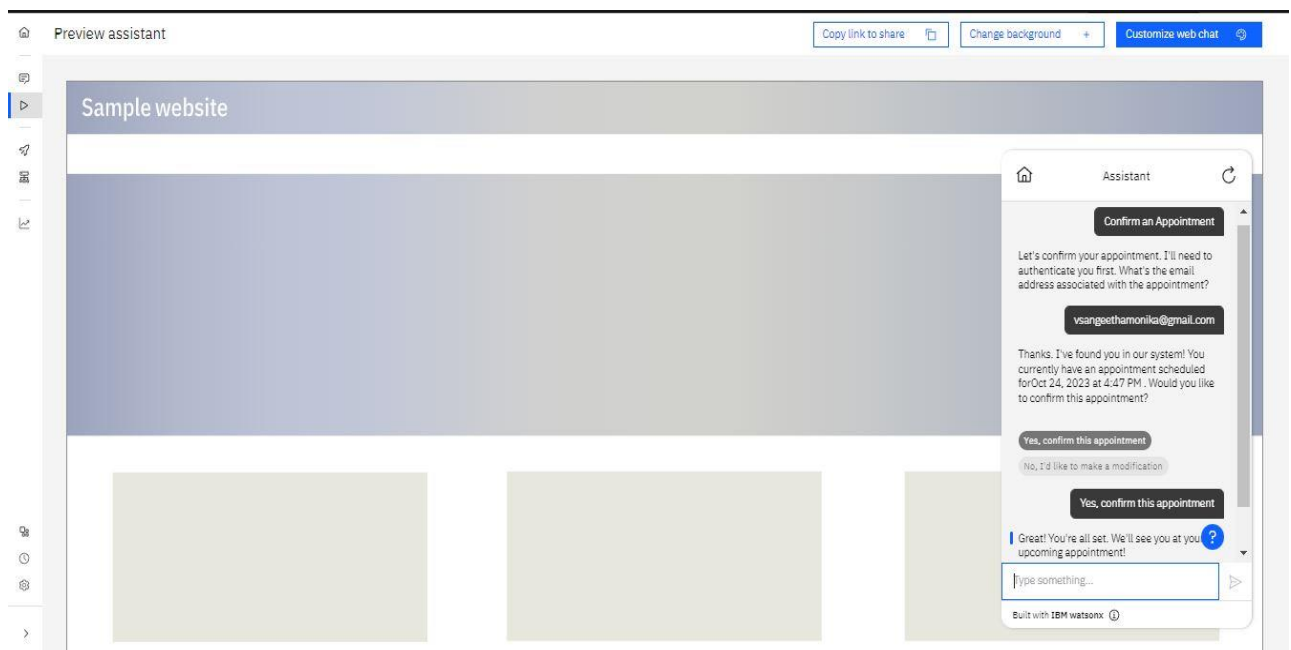 Preview assistant
Copy link to share
Change background +
Customize web chat
Sample website
Assistant
Confirm an Appointment
Let's confirm your appointment. I'll need to
authenticate you first. What's the email
address associated with the appointment?
vsangeethamonika@gmail.com
Thanks. I've found you in our system! You
currently have an appointment scheduled
forOct 24, 2023 at 4:47 PM . Would you like
to confirm this appointment?
Yes, confirm this appointment
No, I'd like to make a modification
Yes, confirm this appointment
Great! You're all set. We'll see you at you
?
upcoming appointment!
Type something...
Built with IBM watsonx